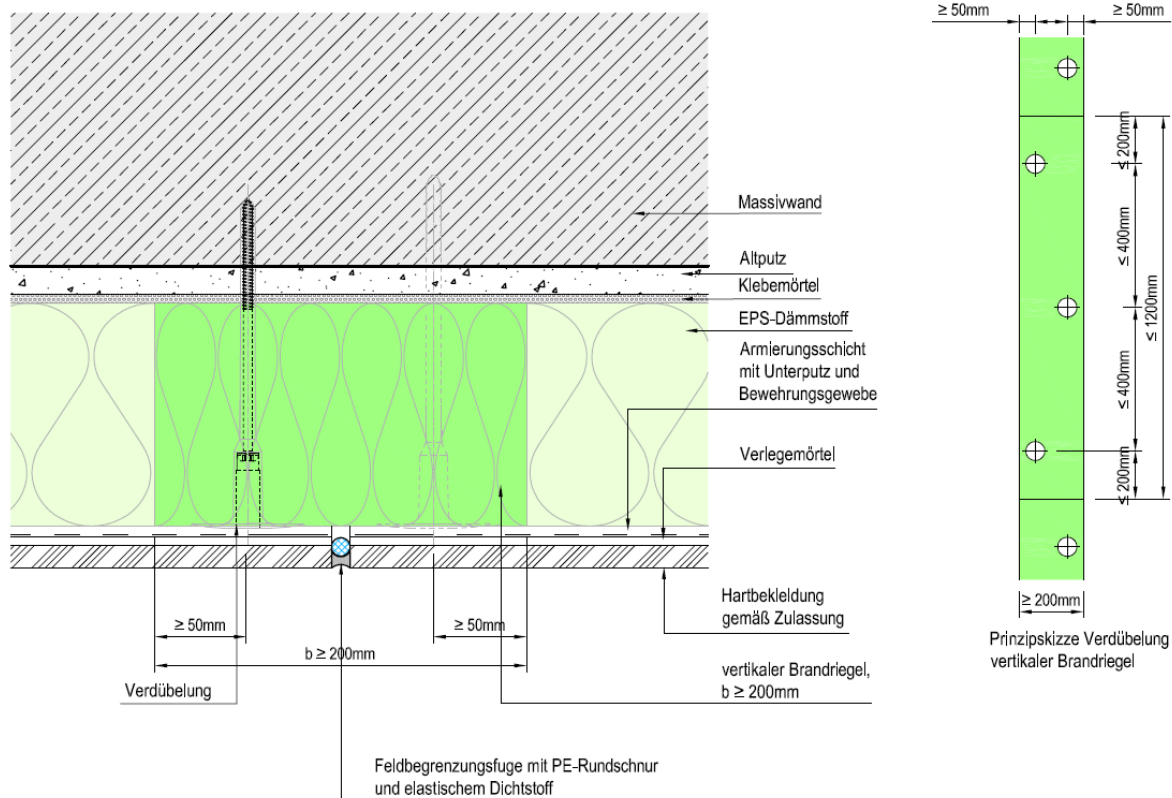 Massivwand
Altputz
Klebemörtel
EPS-Dämmstoff
Armierungsschicht
mit Unterputz und
Bewehrungsgewebe
Verlegemörtel
Hartbekleidung
gemäß Zulassung
vertikaler Brandriegel,
b ≥ 200mm
≥ 50mm
≥ 50mm
b ≥ 200mm
Verdübelung
Feldbegrenzungsfuge mit PE-Rundschnur
und elastischem Dichtstoff
≥ 50mm
≥ 50mm
≤ 200mm
≤ 400mm
≤ 1200mm
≤ 400mm
≤ 200mm
≥ 200mm
Prinzipskizze Verdübelung
vertikaler Brandriegel